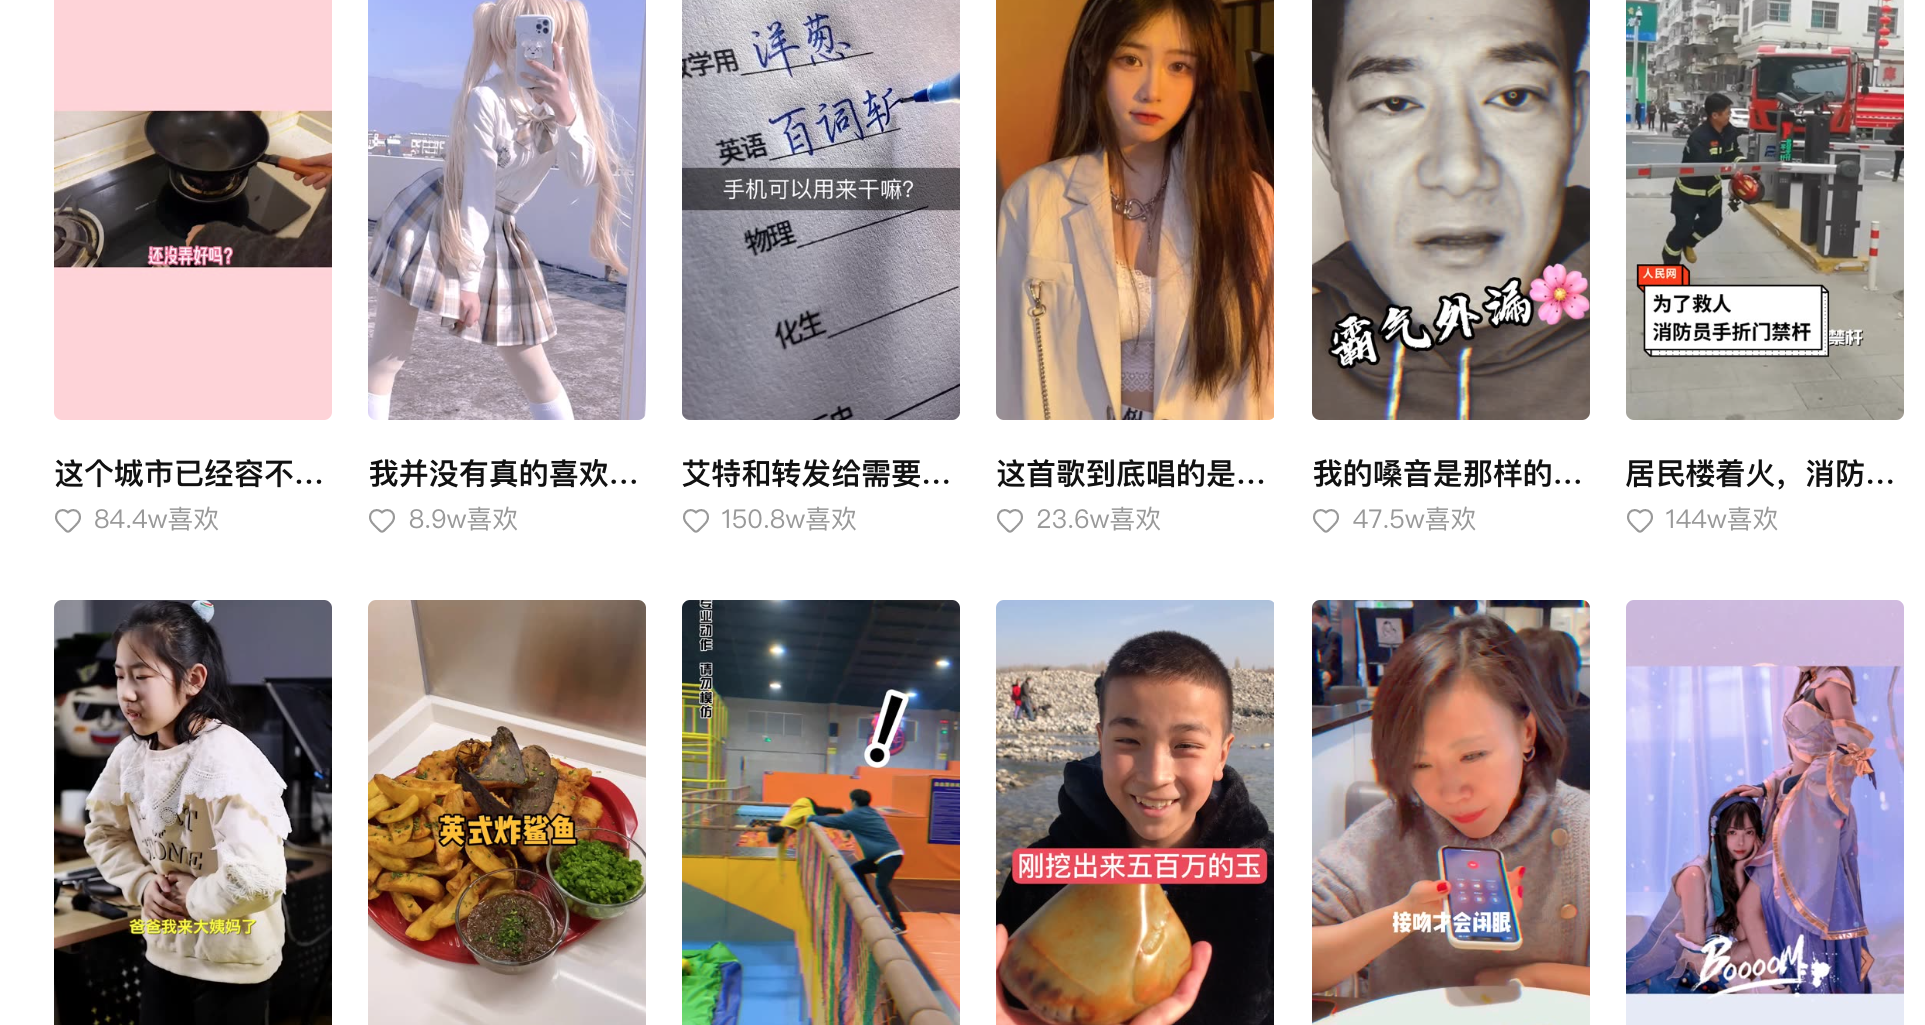 还没弄好吗？
数学用 洋葱
英语 百词斩
手机可以用来干嘛？
物理
化生
霸气外漏
人民网
为了救人
消防员手折门禁杆
禁杆
这个城市已经容不...
84.4w喜欢
我并没有真的喜欢...
8.9w喜欢
艾特和转发给需要...
150.8w喜欢
这首歌到底唱的是...
23.6w喜欢
我的嗓音是那样的...
47.5w喜欢
居民楼着火，消防...
144w喜欢
爸爸我来大姨妈了
英式炸鲨鱼
专业动作 请勿模仿
!
刚挖出来五百万的玉
接吻才会闭眼
BOOOOM